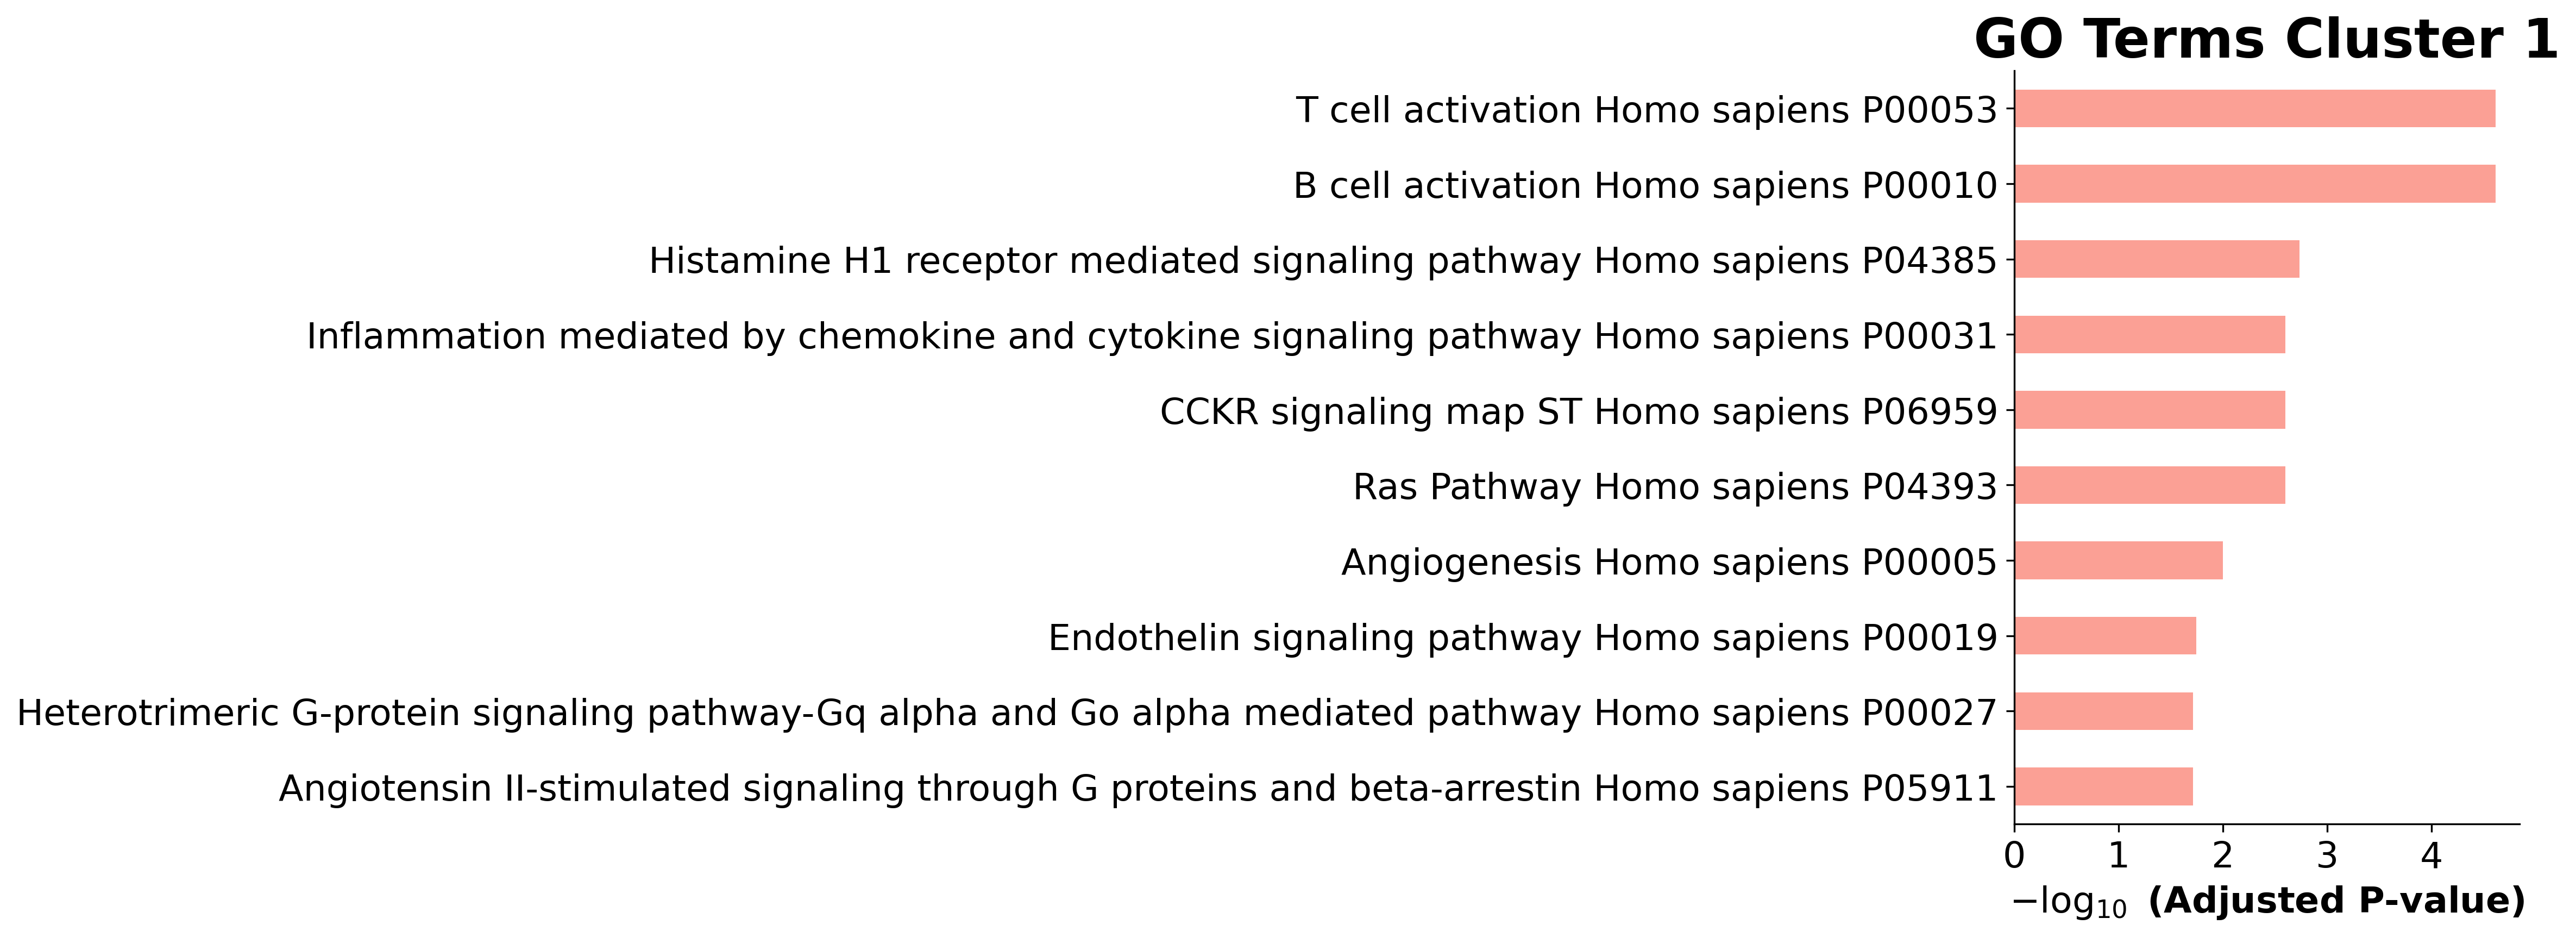 GO Terms Cluster 1
T cell activation Homo sapiens P00053
B cell activation Homo sapiens P00010
Histamine H1 receptor mediated signaling pathway Homo sapiens P04385
Inflammation mediated by chemokine and cytokine signaling pathway Homo sapiens P00031
CCKR signaling map ST Homo sapiens P06959
Ras Pathway Homo sapiens P04393
Angiogenesis Homo sapiens P00005
Endothelin signaling pathway Homo sapiens P00019
Heterotrimeric G-protein signaling pathway-Gq alpha and Go alpha mediated pathway Homo sapiens P00027
Angiotensin II-stimulated signaling through G proteins and beta-arrestin Homo sapiens P05911
0 1 2 3 4
−log₁₀ (Adjusted P-value)